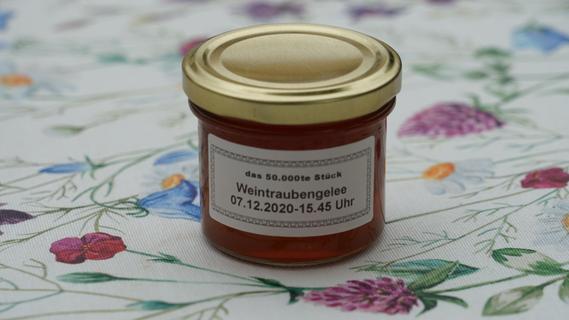 das 50.000te Stück
Weintraubengelee
07.12.2020-15.45 Uhr